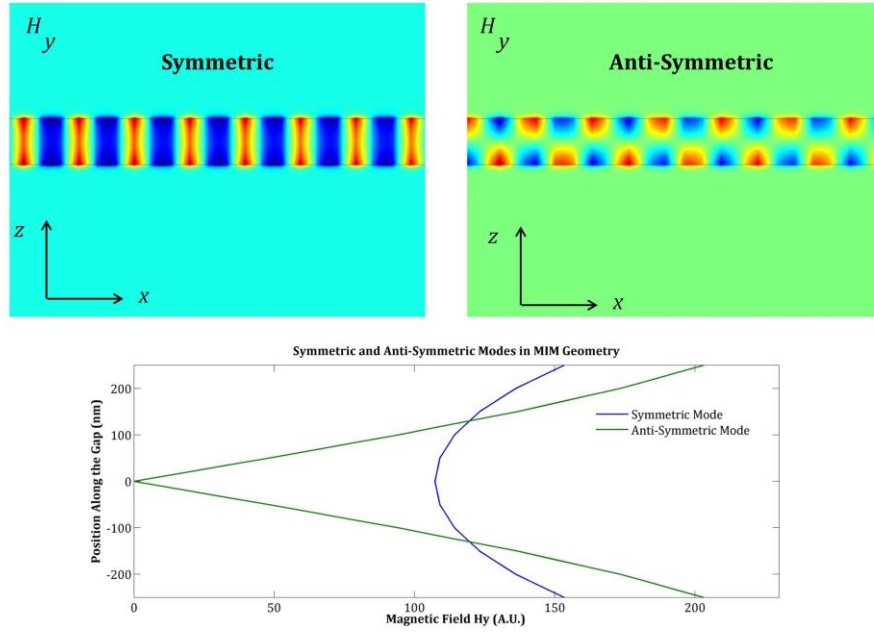 H y
Symmetric
z
x
H y
Anti-Symmetric
z
x
Symmetric and Anti-Symmetric Modes in MIM Geometry
Position Along the Gap (nm)
200
100
0
-100
-200
Symmetric Mode
Anti-Symmetric Mode
0 50 100 150 200
Magnetic Field Hy (A.U.)